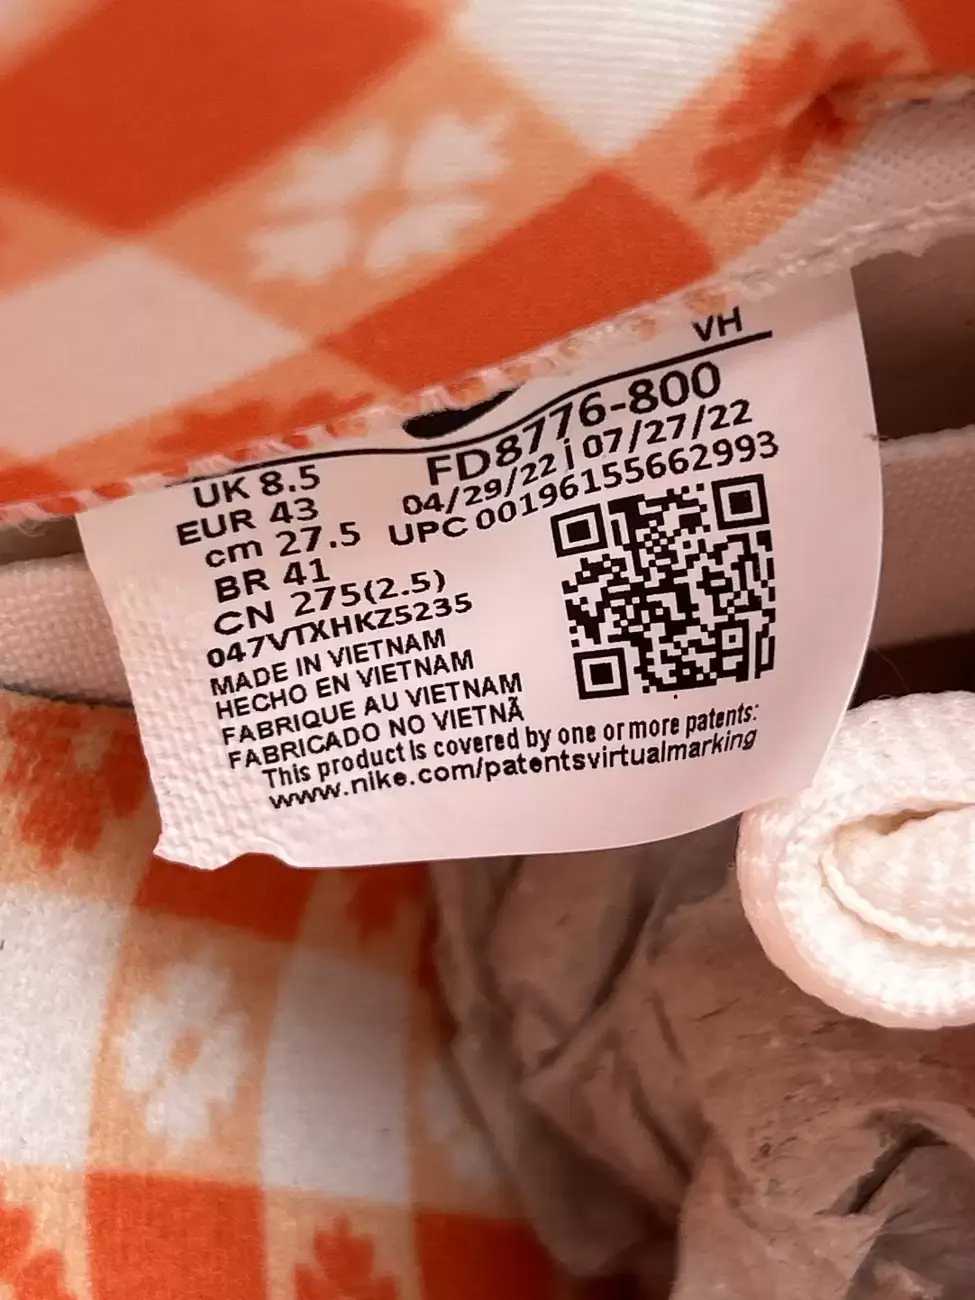 VH
UK 8.5
EUR 43
cm 27.5
BR 41
CN 275(2.5)
FD8776-800
04/29/22 | 07/27/22
UPC 00196155662993
047VTXHKZ5235
MADE IN VIETNAM
HECHO EN VIETNAM
FABRIQUE AU VIETNAM
FABRICADO NO VIETNÃ
This product is covered by one or more patents:
www.nike.com/patentsvirtualmarking